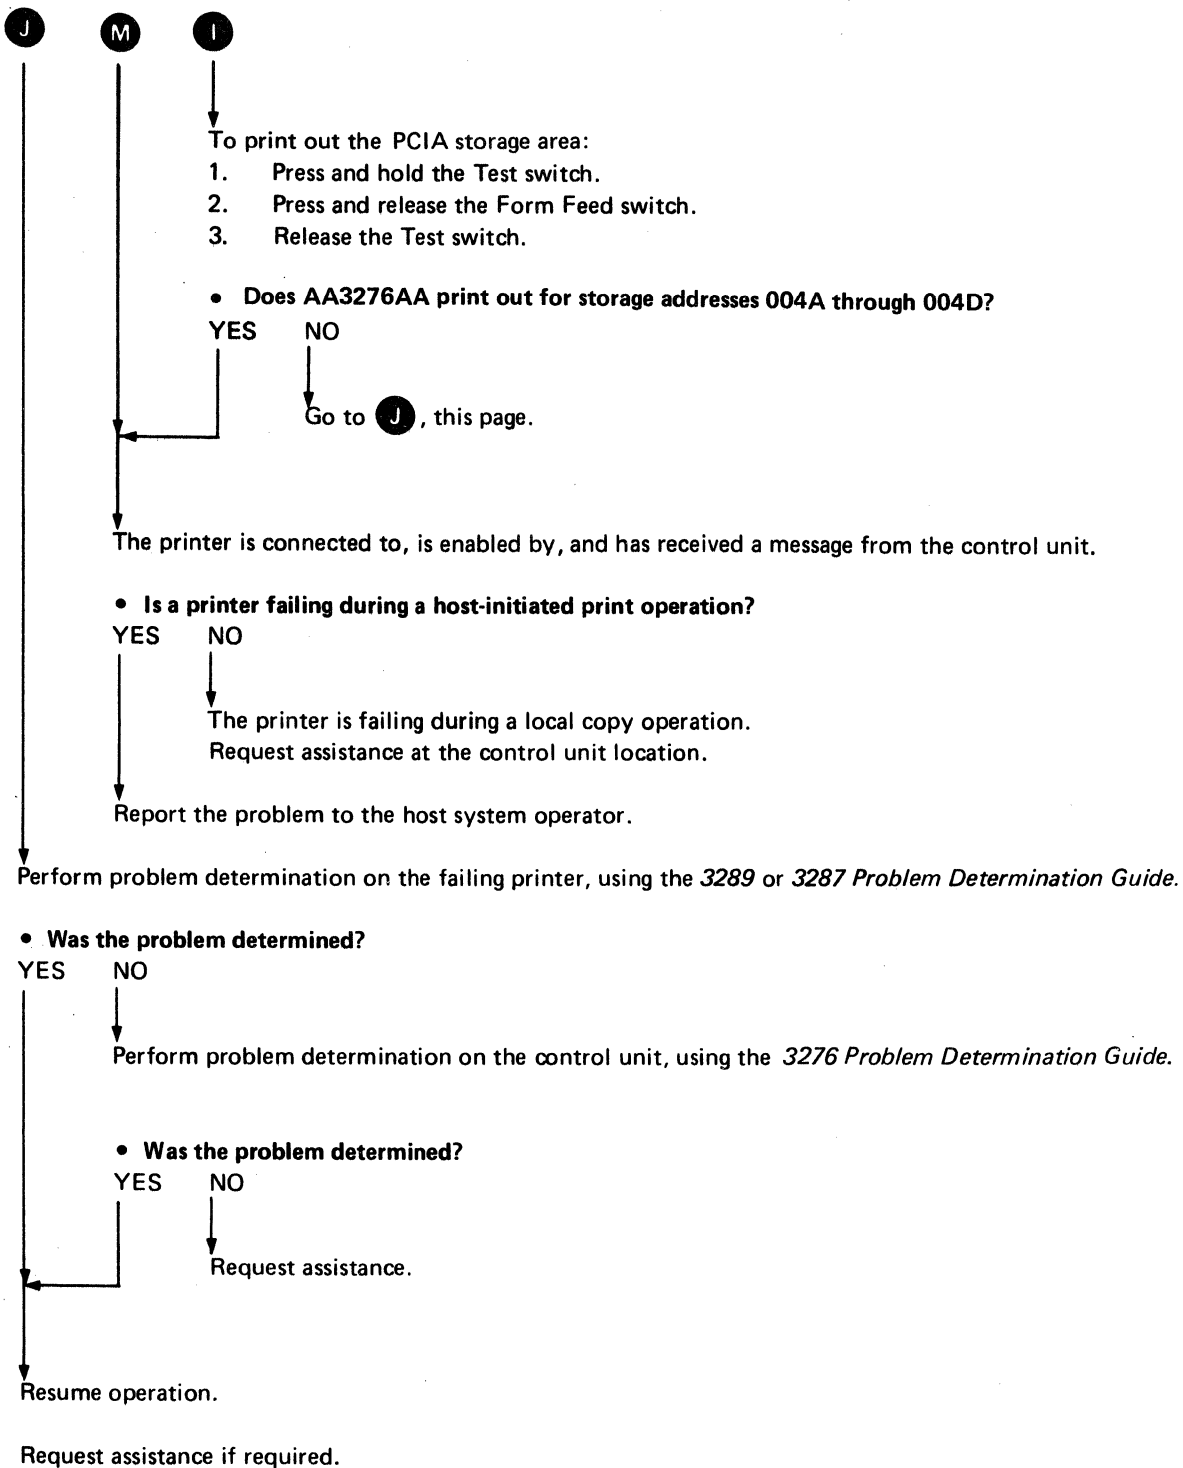 J M I
To print out the PCIA storage area:
1. Press and hold the Test switch.
2. Press and release the Form Feed switch.
3. Release the Test switch.
• Does AA3276AA print out for storage addresses 004A through 004D?
YES NO
Go to J, this page.
The printer is connected to, is enabled by, and has received a message from the control unit.
• Is a printer failing during a host-initiated print operation?
YES NO
The printer is failing during a local copy operation.
Request assistance at the control unit location.
Report the problem to the host system operator.
Perform problem determination on the failing printer, using the 3289 or 3287 Problem Determination Guide.
• Was the problem determined?
YES NO
Perform problem determination on the control unit, using the 3276 Problem Determination Guide.
• Was the problem determined?
YES NO
Request assistance.
Resume operation.
Request assistance if required.